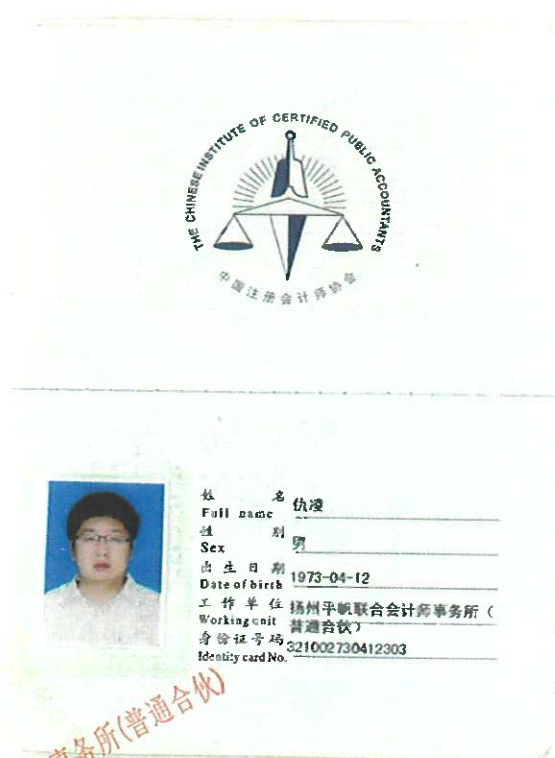 THE CHINESE INSTITUTE OF CERTIFIED PUBLIC ACCOUNTANTS
中国注册会计师协会
姓 名 仇凌
Full name
性 别 男
Sex
出生日期 1973-04-12
Date of birth
工作单位 扬州平帆联合会计师事务所(
Working unit 普通合伙)
身份证号码 321002730412303
Identity card No.
事务所(普通合伙)